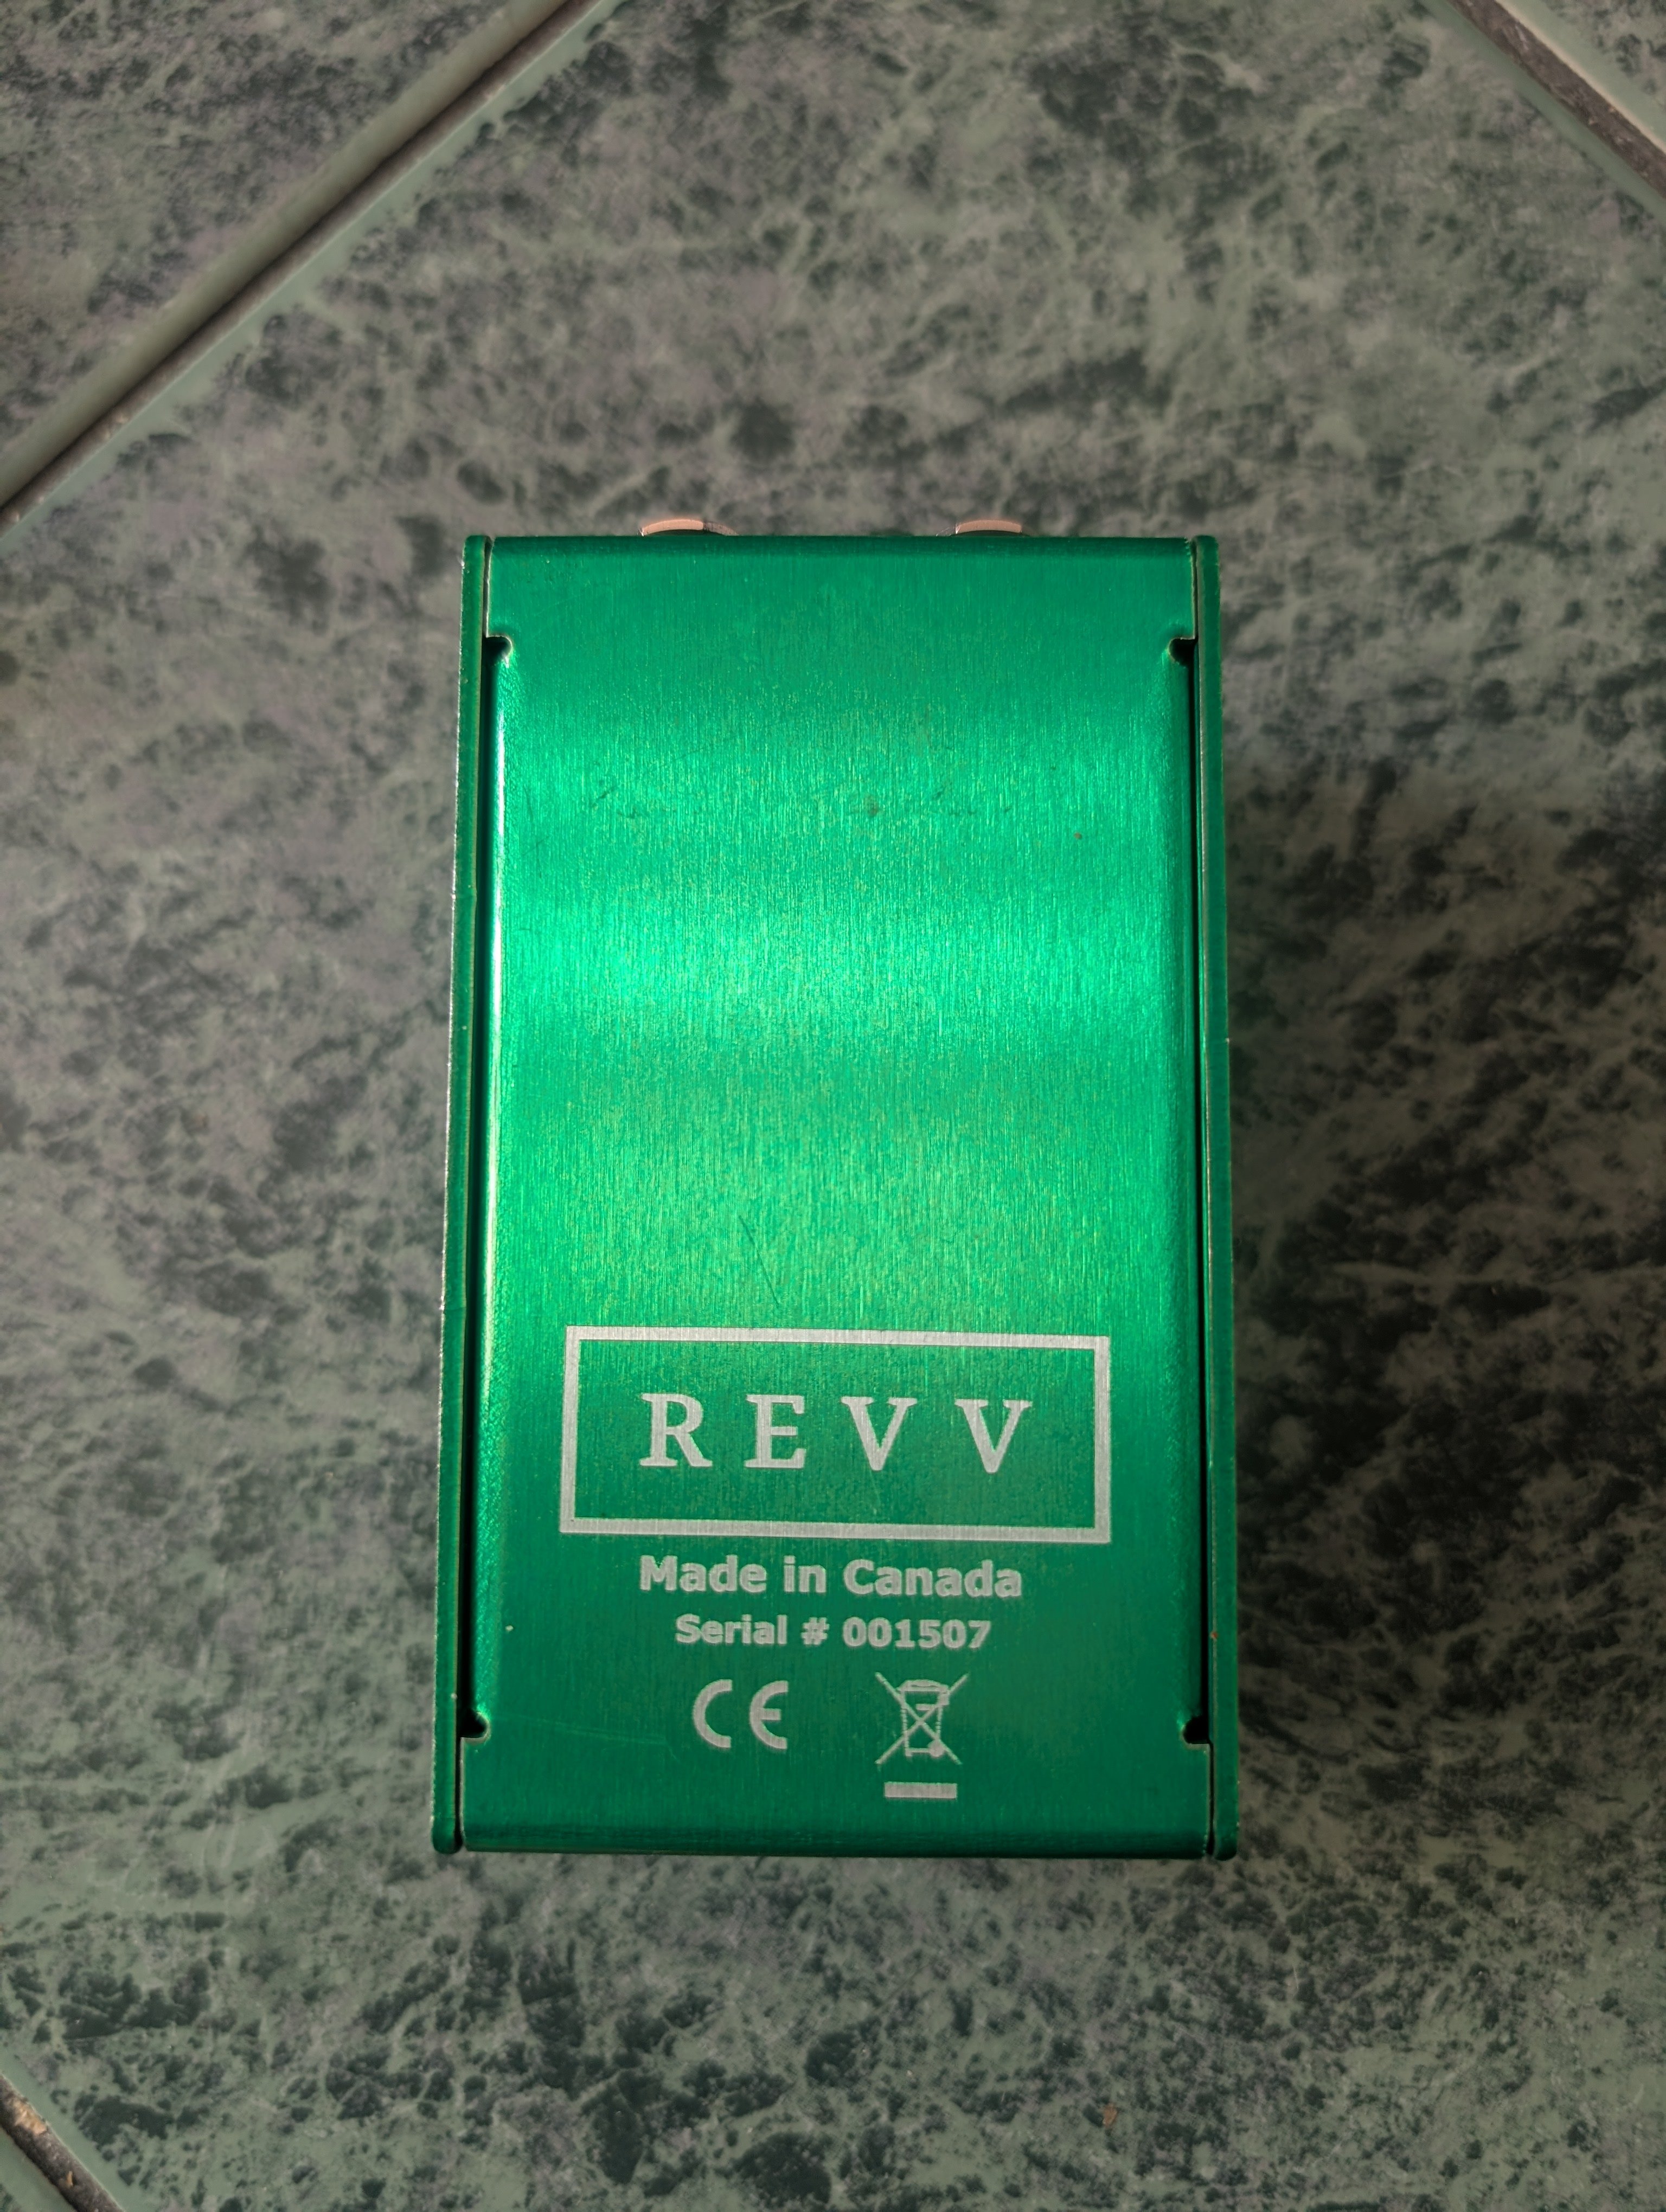 REVV
Made in Canada
Serial # 001507
CE